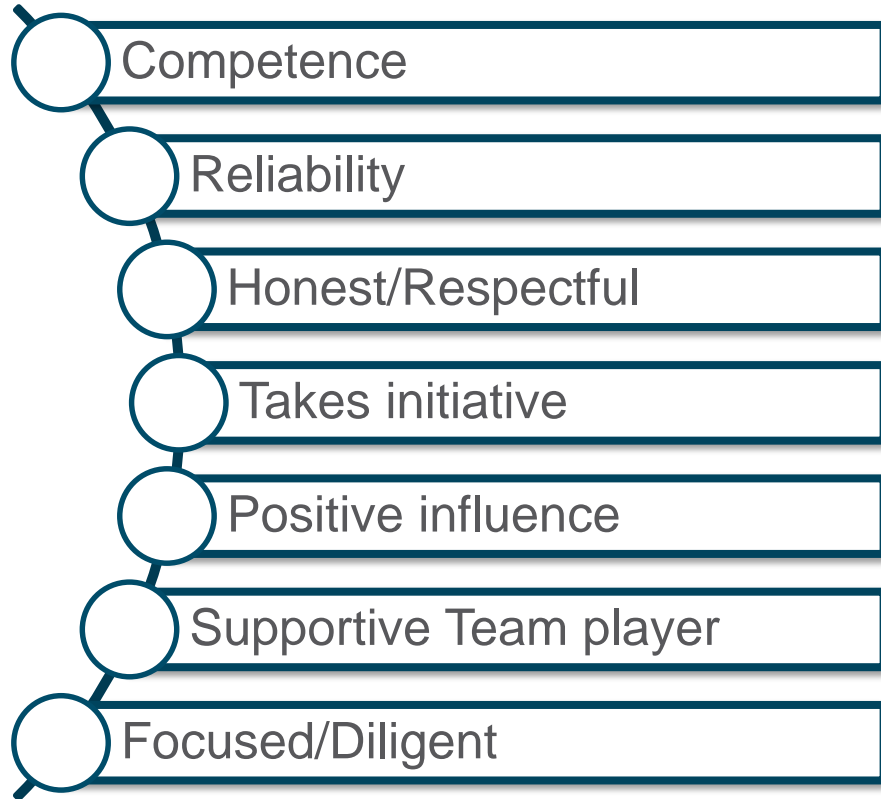 Competence
Reliability
Honest/Respectful
Takes initiative
Positive influence
Supportive Team player
Focused/Diligent